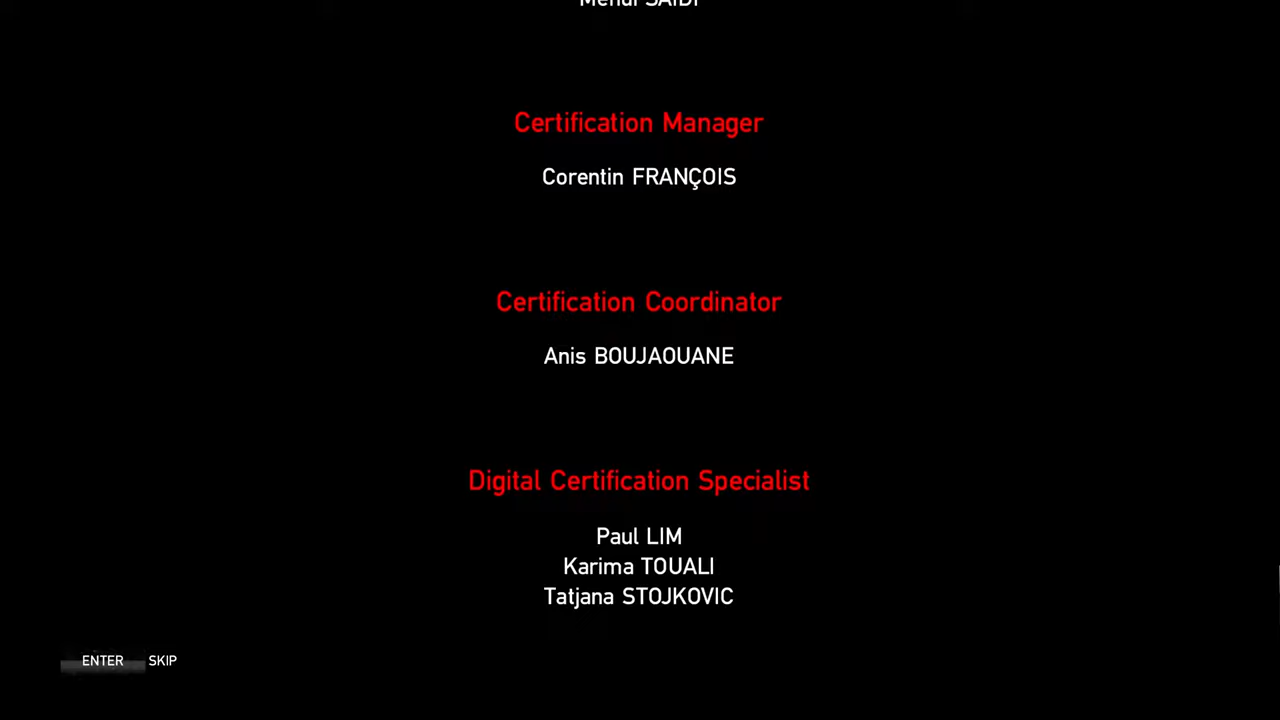 Certification Manager
Corentin FRANÇOIS
Certification Coordinator
Anis BOUJAOUANE
Digital Certification Specialist
Paul LIM
Karima TOUALI
Tatjana STOJKOVIC
ENTER SKIP